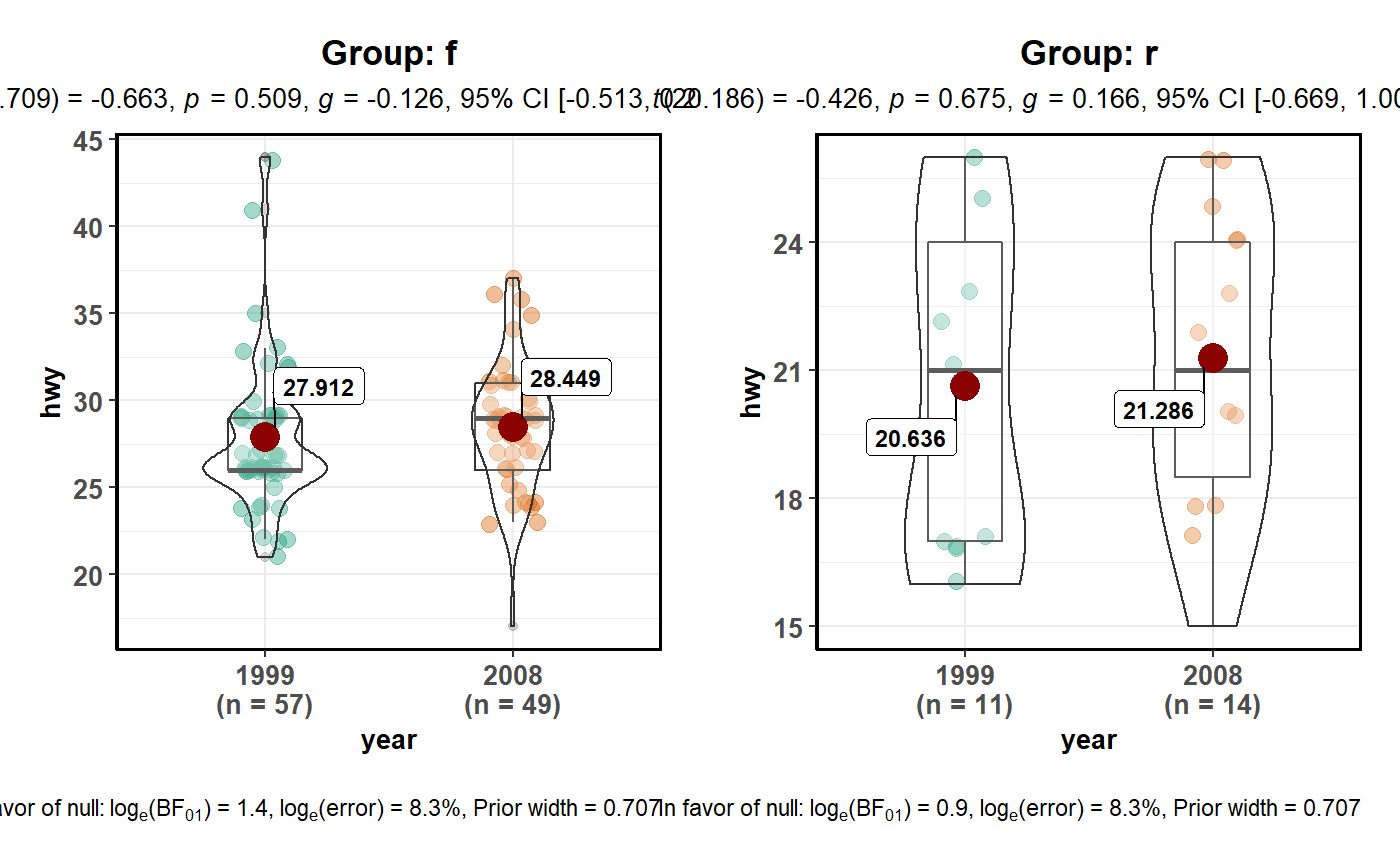 Group: f
.709) = -0.663, p = 0.509, g = -0.126, 95% CI [-0.513,
45
40
35
30
25
20
hwy
27.912
28.449
1999
(n = 57)
2008
(n = 49)
year
avor of null: logₑ(BF₀₁) = 1.4, logₑ(error) = 8.3%, Prior width = 0.707
Group: r
20.186) = -0.426, p = 0.675, g = 0.166, 95% CI [-0.669, 1.00
24
21
18
15
hwy
20.636
21.286
1999
(n = 11)
2008
(n = 14)
year
In favor of null: logₑ(BF₀₁) = 0.9, logₑ(error) = 8.3%, Prior width = 0.707